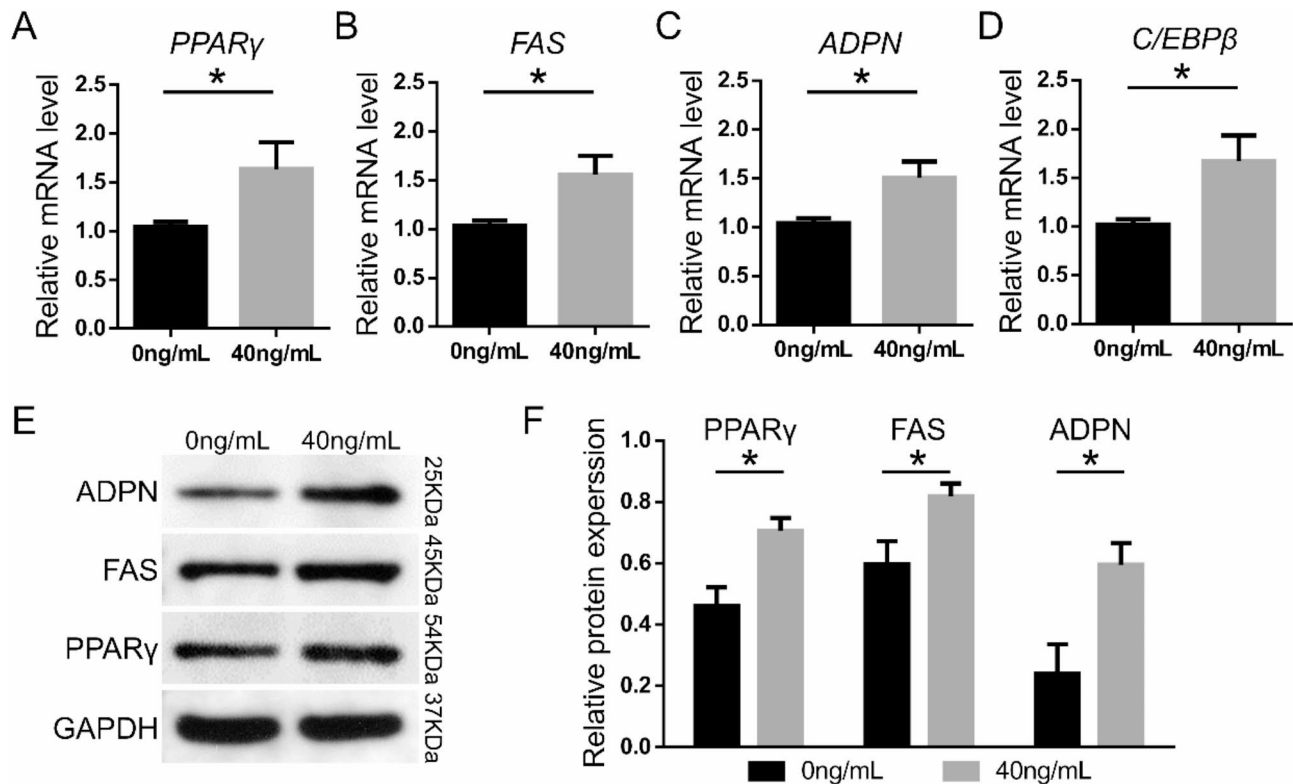 A
PPARγ
*
Relative mRNA level
2.5
2.0
1.5
1.0
0.5
0.0
0ng/mL 40ng/mL
B
FAS
*
Relative mRNA level
2.5
2.0
1.5
1.0
0.5
0.0
0ng/mL 40ng/mL
C
ADPN
*
Relative mRNA level
2.5
2.0
1.5
1.0
0.5
0.0
0ng/mL 40ng/mL
D
C/EBPβ
*
Relative mRNA level
2.5
2.0
1.5
1.0
0.5
0.0
0ng/mL 40ng/mL
E
0ng/mL 40ng/mL
ADPN
25KDa
FAS
45KDa
PPARγ
54KDa
GAPDH
37KDa
F
Relative protein experssion
1.0
0.8
0.6
0.4
0.2
0.0
PPARγ FAS ADPN
* * *
0ng/mL 40ng/mL